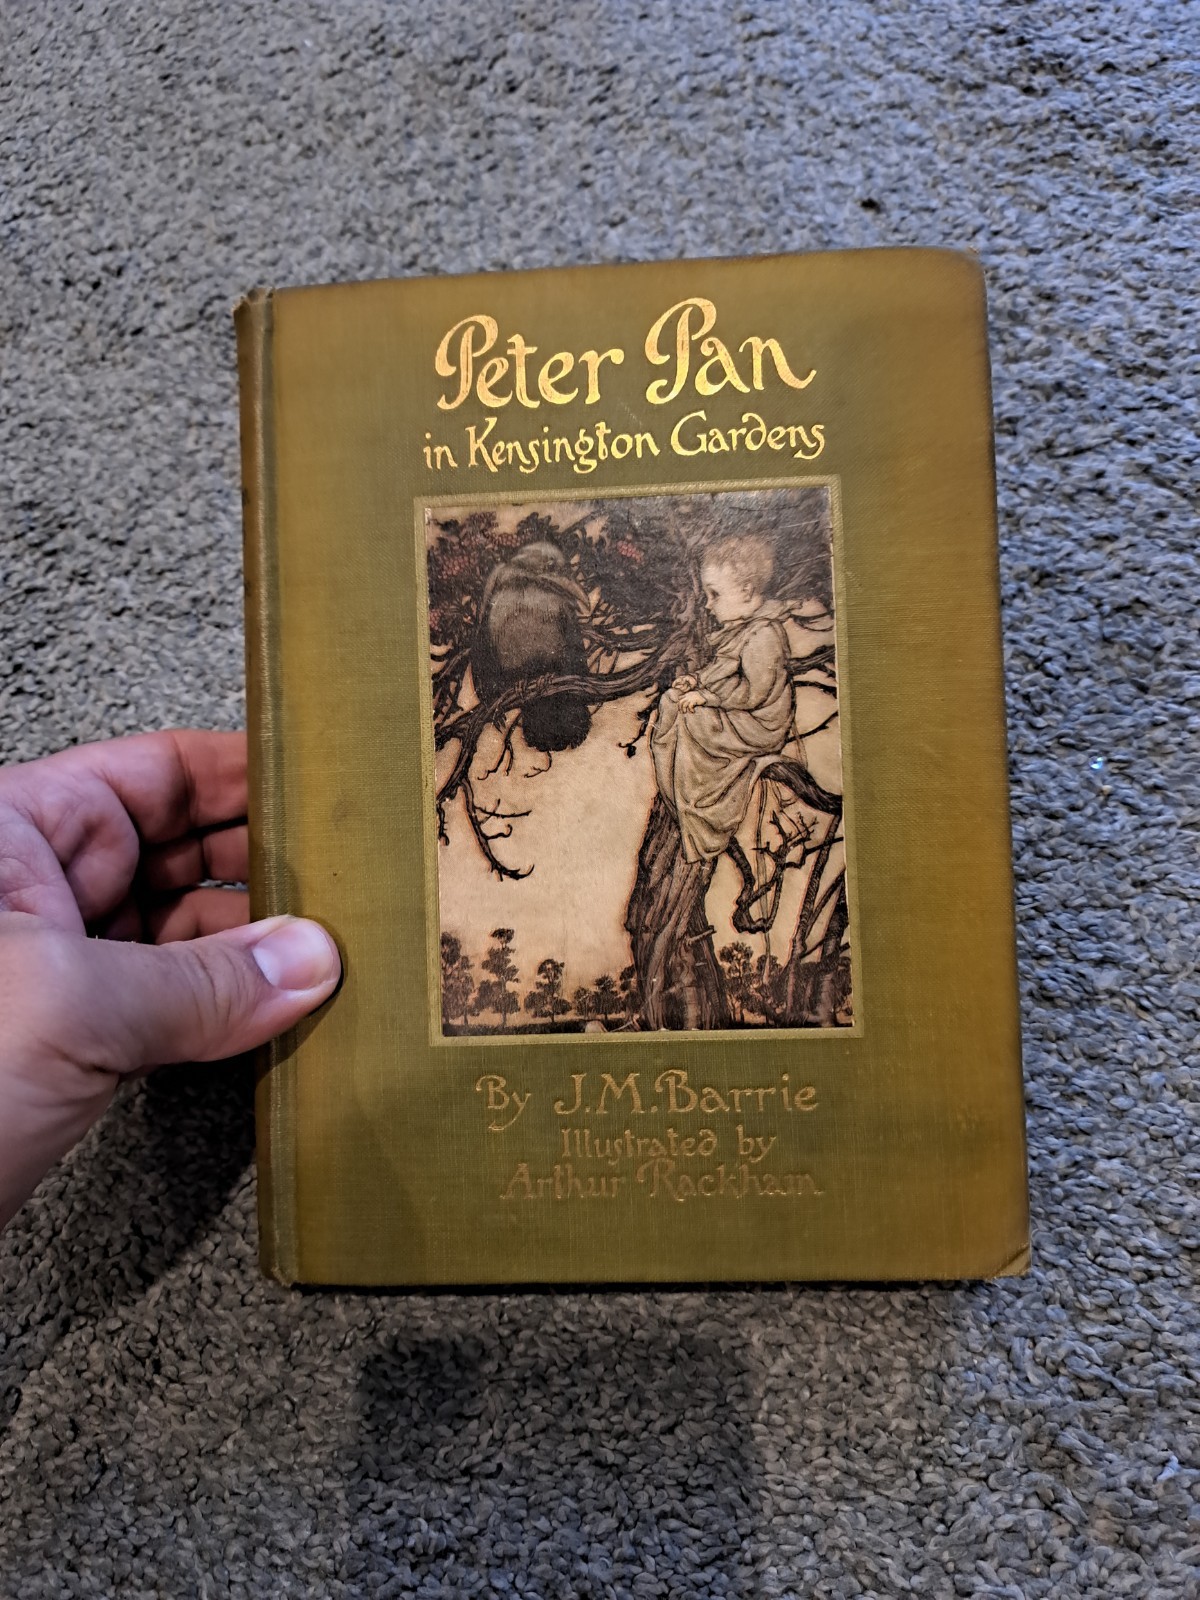 Peter Pan
in Kensington Gardens
By J.M. Barrie
Illustrated by
Arthur Rackham